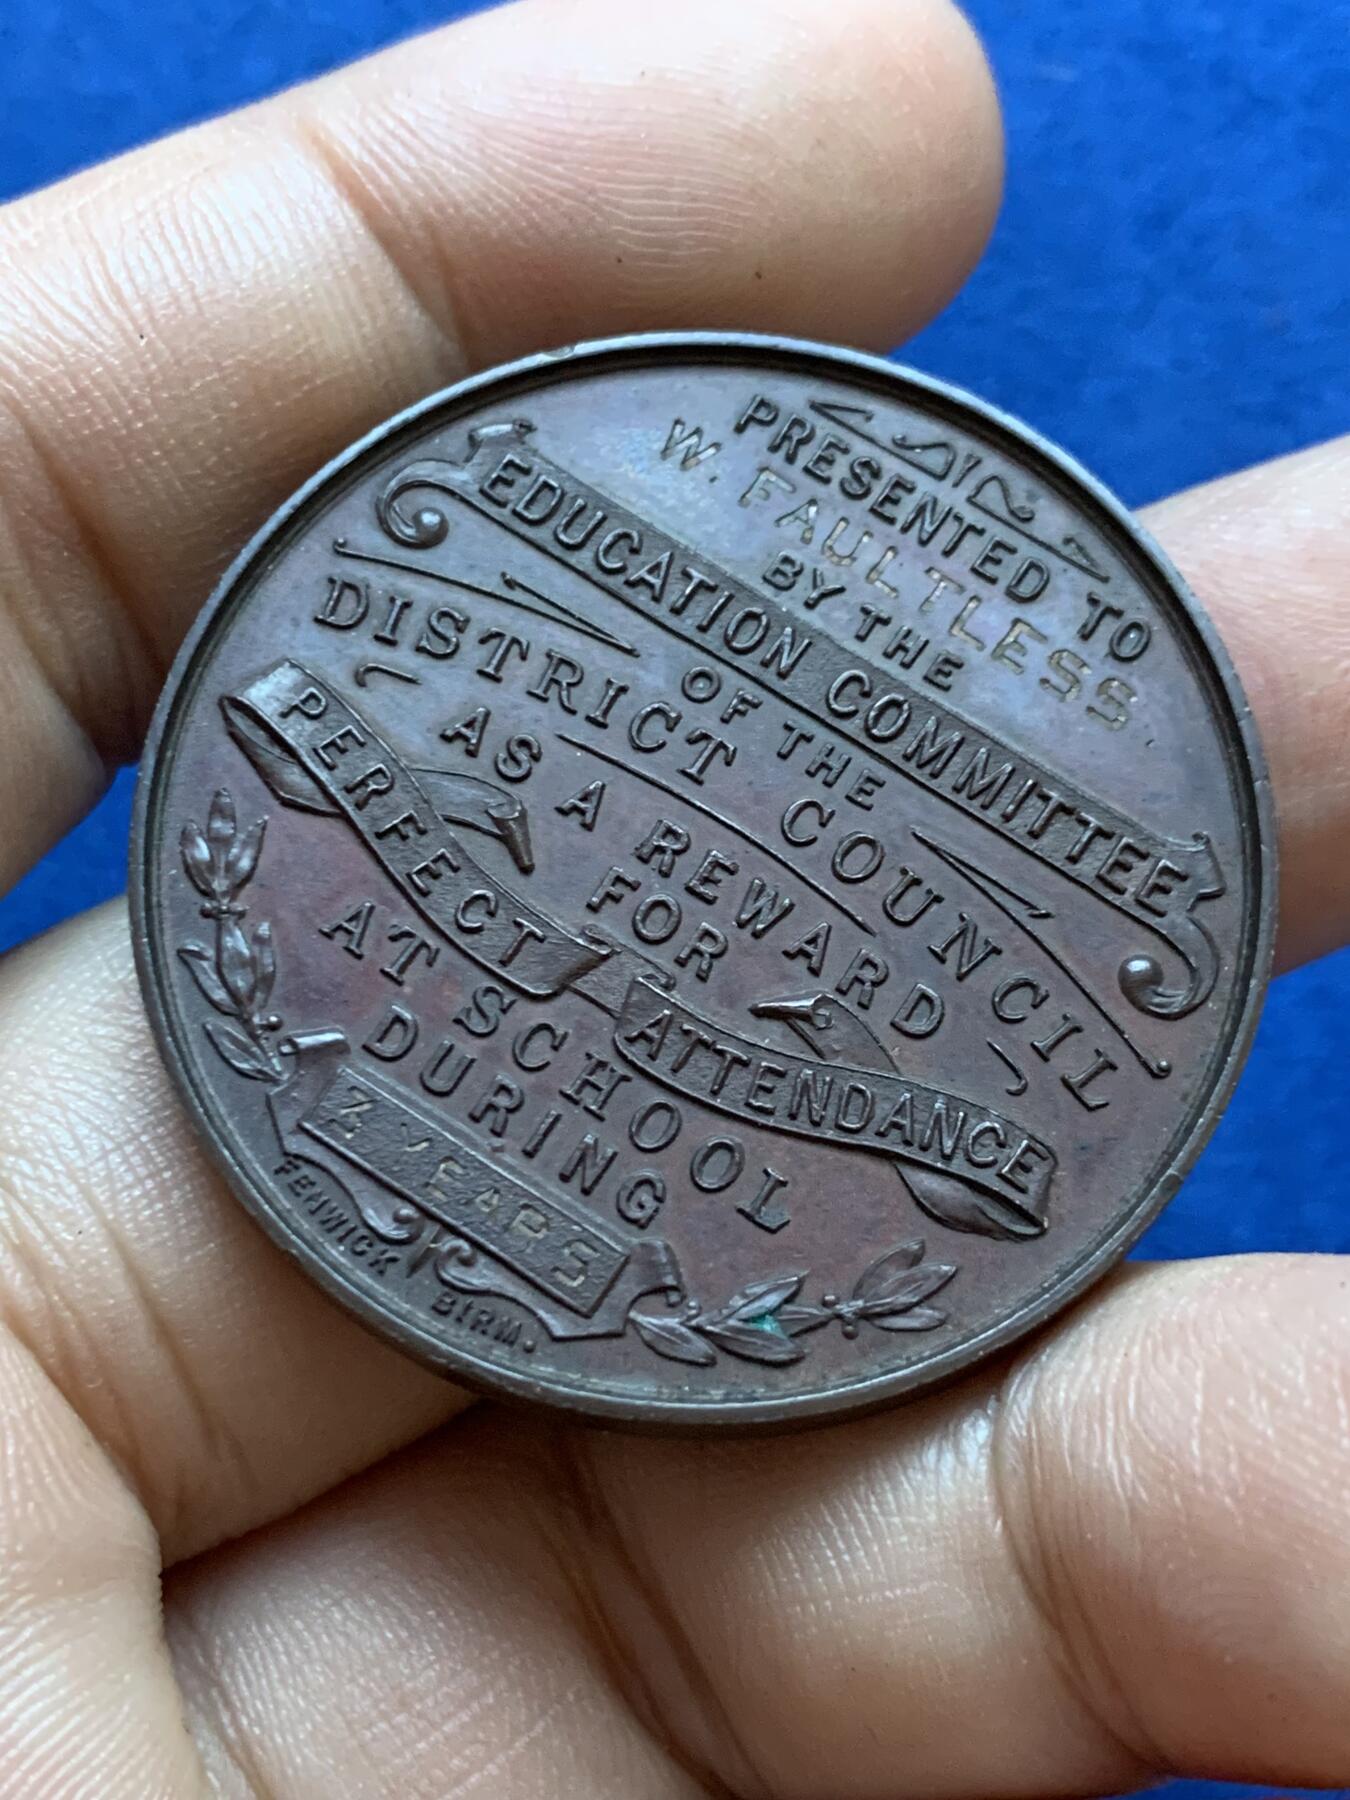 PRESENTED TO
W. FAULTLESS
BY THE
EDUCATION COMMITTEE
OF THE
DISTRICT COUNCIL
AS A REWARD
FOR
PERFECT ATTENDANCE
AT SCHOOL
DURING
3 YEARS
FENWICK BIRM.